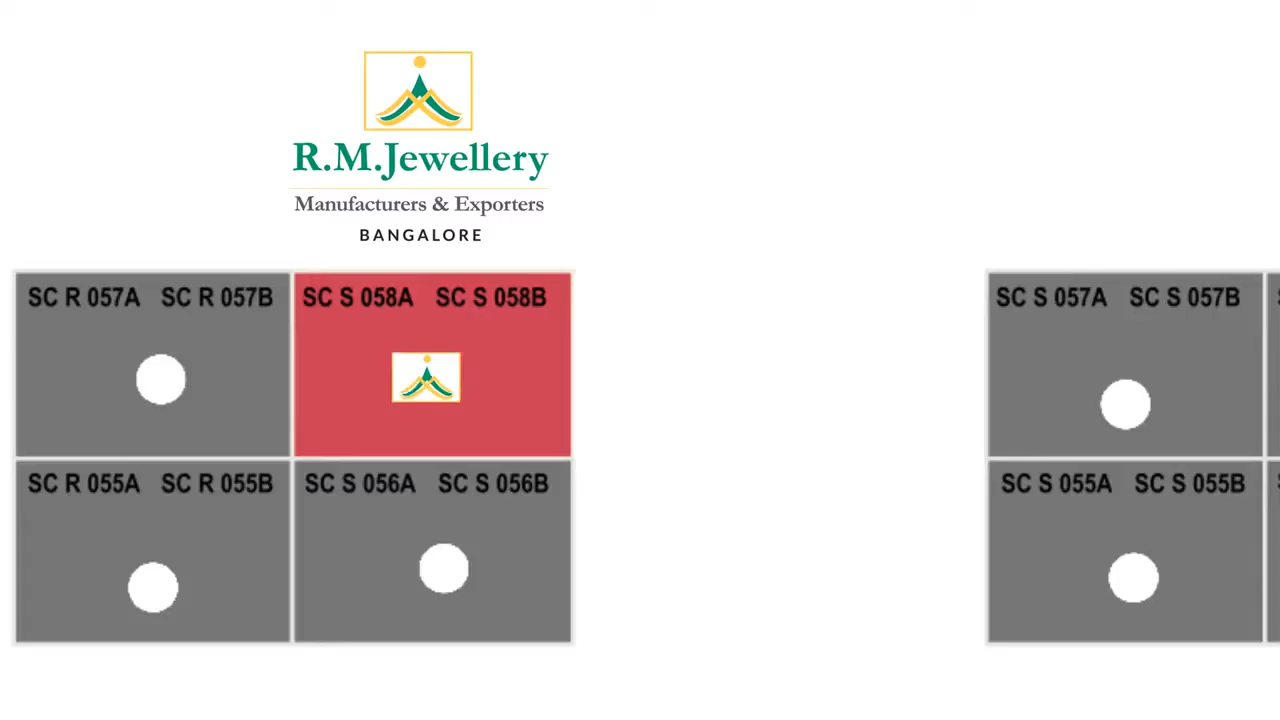 R.M.Jewellery
Manufacturers & Exporters
BANGALORE
SC R 057A SC R 057B
SC S 058A SC S 058B
SC S 057A SC S 057B
SC R 055A SC R 055B
SC S 056A SC S 056B
SC S 055A SC S 055B